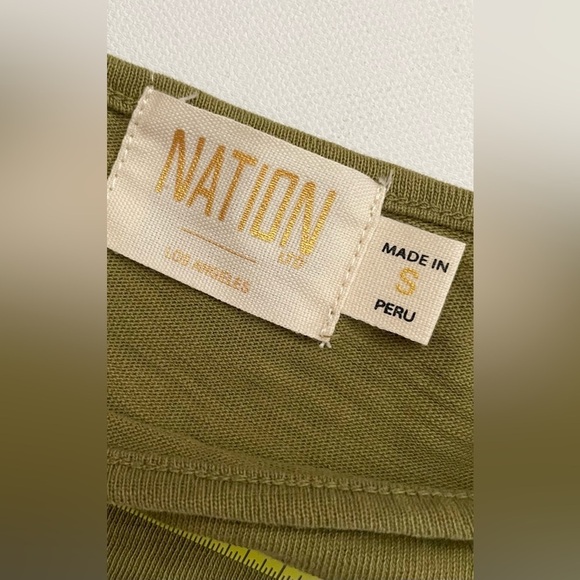 NATION
LTD
LOS ANGELES
MADE IN
S
PERU